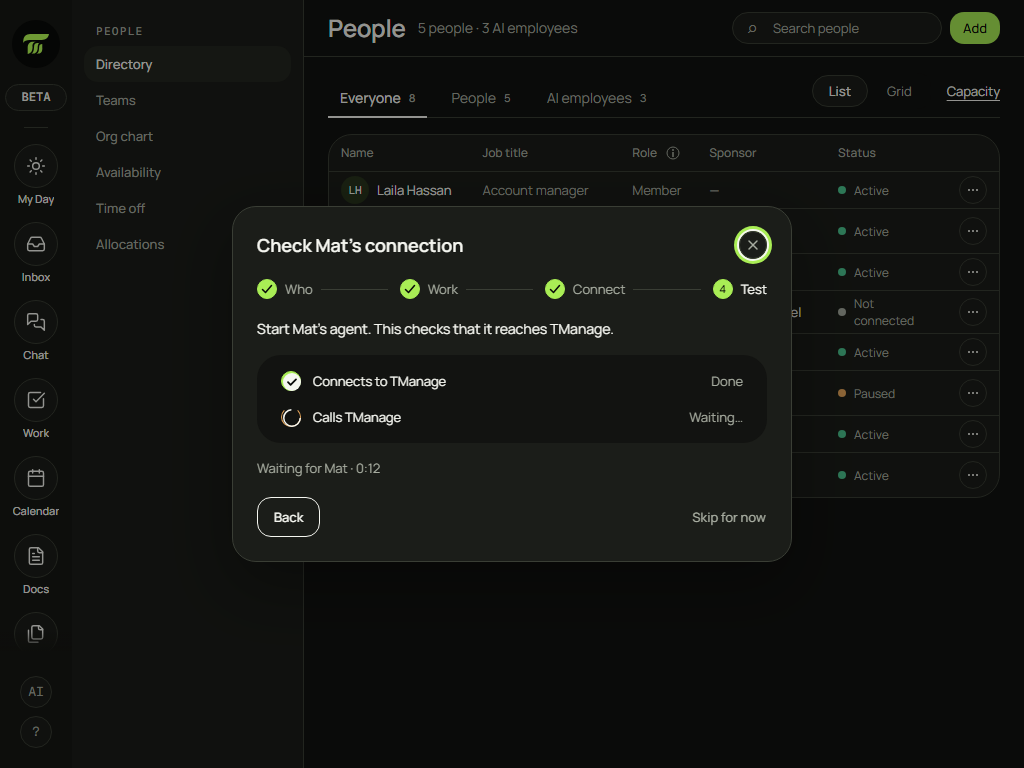 BETA
My Day
Inbox
Chat
Work
Calendar
Docs
AI
?
PEOPLE
Directory
Teams
Org chart
Availability
Time off
Allocations
People
5 people · 3 AI employees
Search people
Add
Everyone 8
People 5
AI employees 3
List
Grid
Capacity
Name
Job title
Role
Sponsor
Status
LH
Laila Hassan
Account manager
Member
—
Active
Active
Active
Not connected
Active
Paused
Active
Active
Check Mat's connection
Who
Work
Connect
4 Test
Start Mat's agent. This checks that it reaches TManage.
Connects to TManage
Done
Calls TManage
Waiting...
Waiting for Mat · 0:12
Back
Skip for now